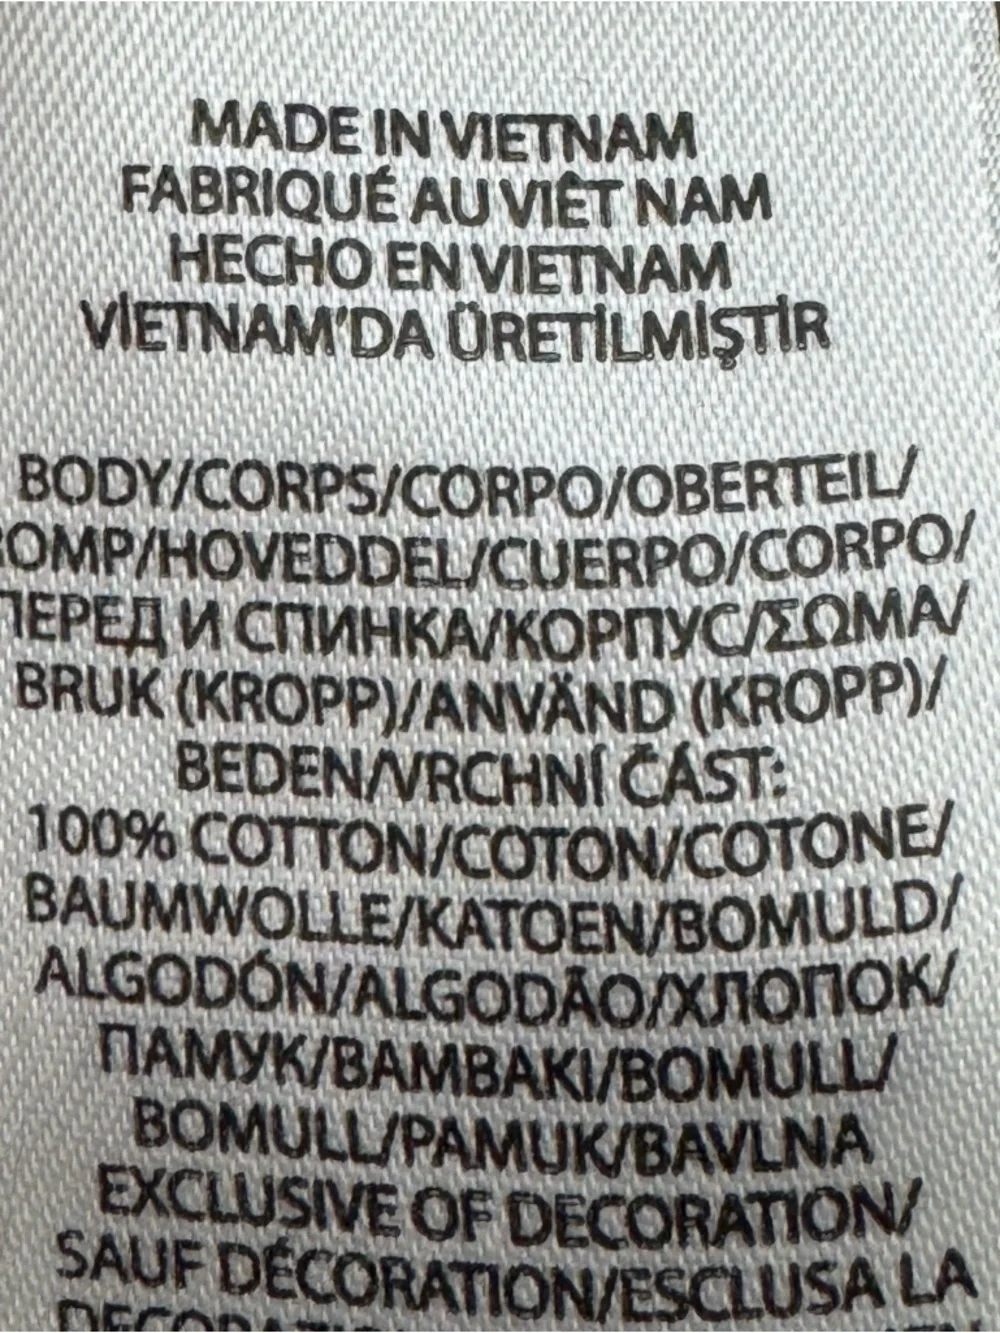 MADE IN VIETNAM
FABRIQUÉ AU VIÊT NAM
HECHO EN VIETNAM
VİETNAM'DA ÜRETİLMİŞTİR
BODY/CORPS/CORPO/OBERTEIL/
OMP/HOVEDDEL/CUERPO/CORPO/
ПЕРЕД И СПИНКА/КОРПУС/ΣΩΜΑ/
BRUK (KROPP)/ANVÄND (KROPP)/
BEDEN/VRCHNÍ ČÁST:
100% COTTON/COTON/COTONE/
BAUMWOLLE/KATOEN/BOMULD/
ALGODÓN/ALGODÃO/ХЛОПОК/
ПАМУК/BAMBAKI/BOMULL/
BOMULL/PAMUK/BAVLNA
EXCLUSIVE OF DECORATION/
SAUF DÉCORATION/ESCLUSA LA